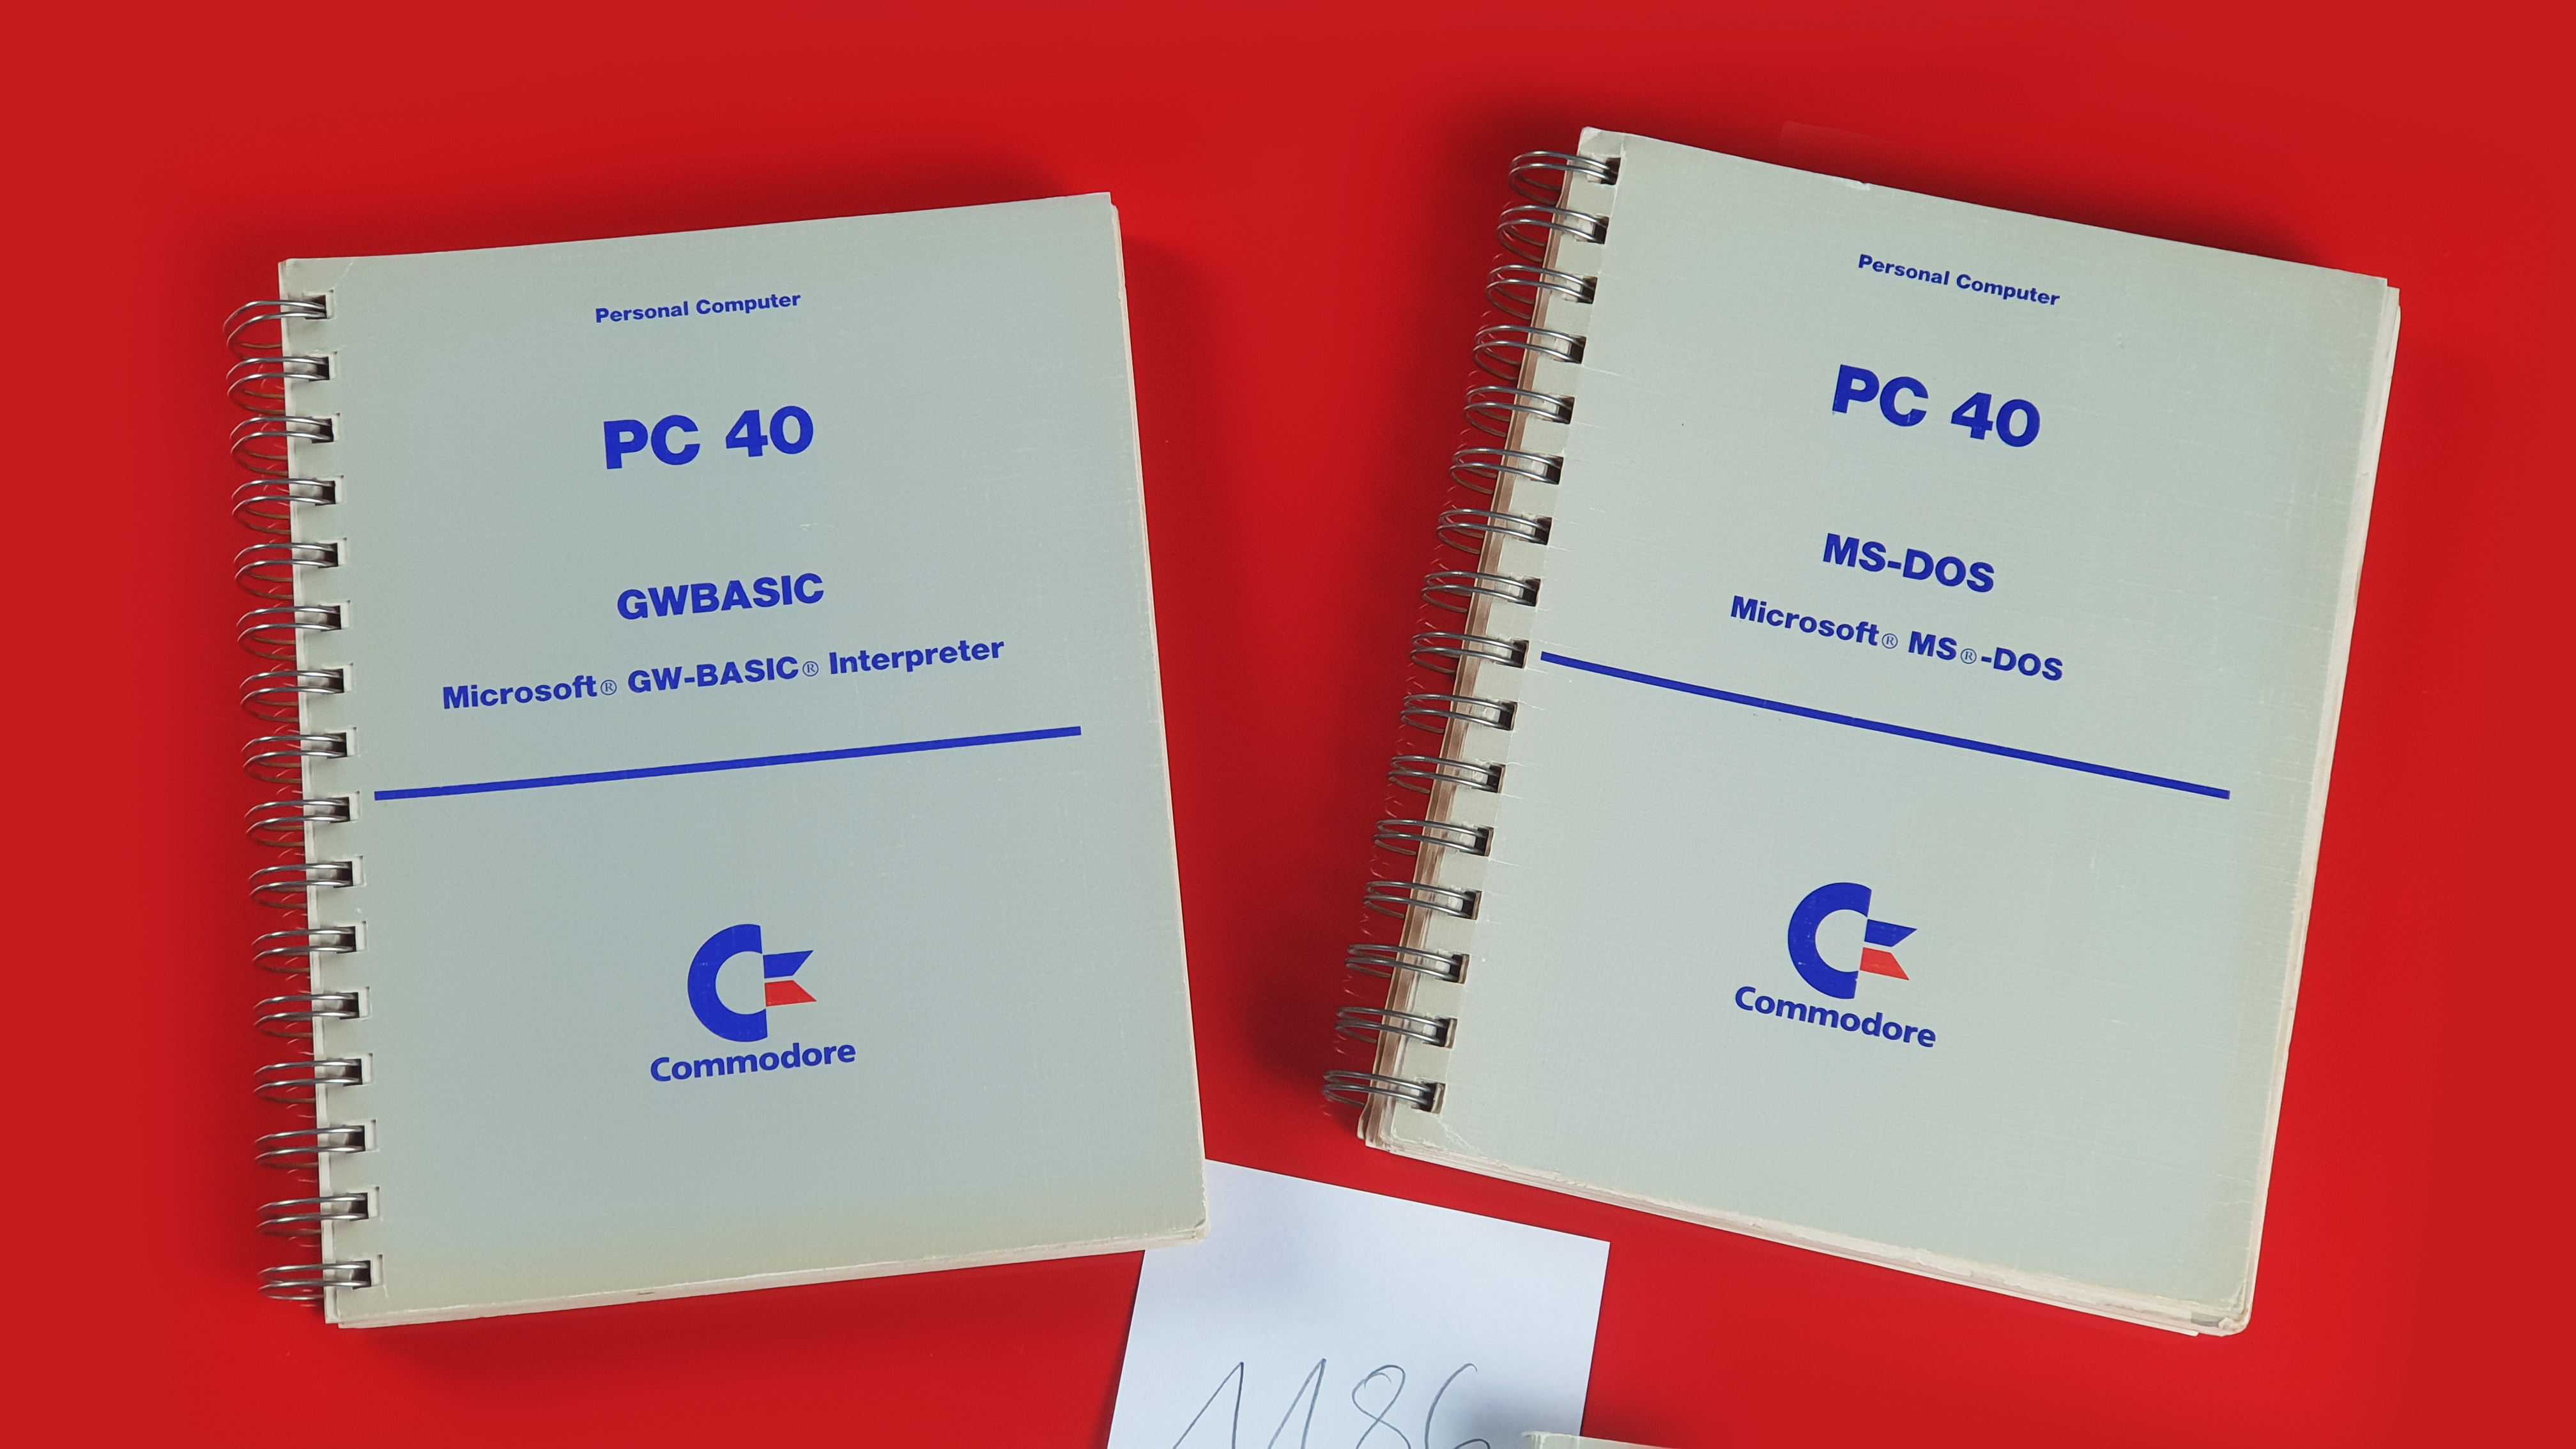 Personal Computer
PC 40
GWBASIC
Microsoft® GW-BASIC® Interpreter
Commodore
Personal Computer
PC 40
MS-DOS
Microsoft® MS®-DOS
Commodore
1186